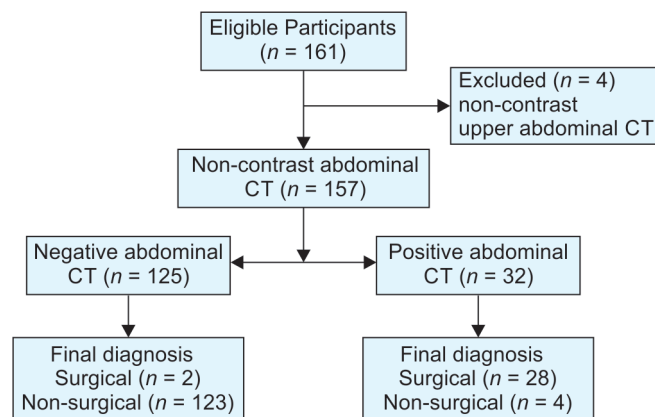 Eligible Participants
(n = 161)
Excluded (n = 4)
non-contrast
upper abdominal CT
Non-contrast abdominal
CT (n = 157)
Negative abdominal
CT (n = 125)
Positive abdominal
CT (n = 32)
Final diagnosis
Surgical (n = 2)
Non-surgical (n = 123)
Final diagnosis
Surgical (n = 28)
Non-surgical (n = 4)